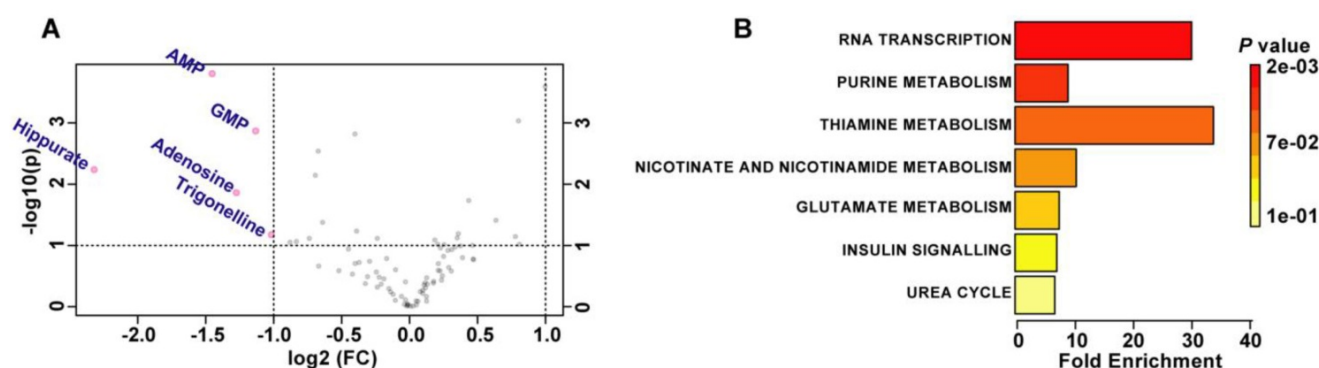 A
AMP
GMP
Hippurate
Adenosine
Trigonelline
-log10(p)
3
2
1
0
3
2
1
0
-2.0 -1.5 -1.0 -0.5 0.0 0.5 1.0
log2 (FC)
B
RNA TRANSCRIPTION
PURINE METABOLISM
THIAMINE METABOLISM
NICOTINATE AND NICOTINAMIDE METABOLISM
GLUTAMATE METABOLISM
INSULIN SIGNALLING
UREA CYCLE
0 10 20 30 40
Fold Enrichment
P value
2e-03
7e-02
1e-01